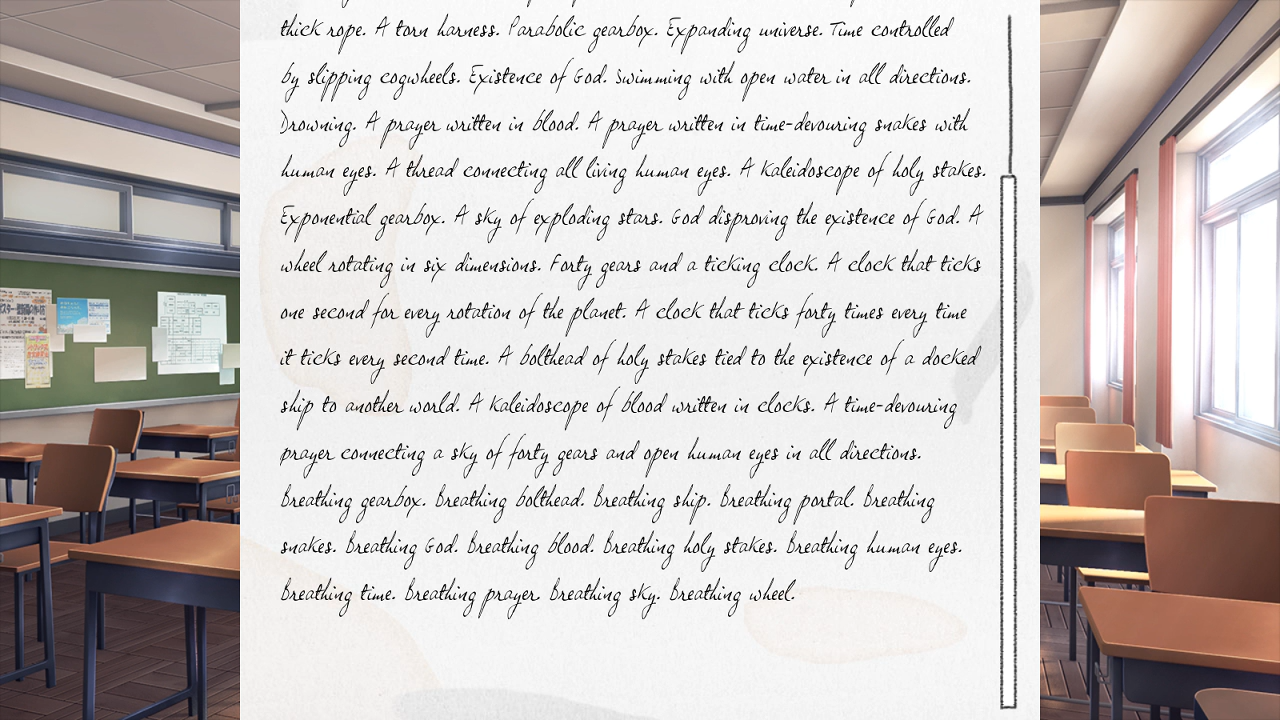 thick rope. A torn harness. Parabolic gearbox. Expanding universe. Time controlled
by slipping cogwheels. Existence of God. Swimming with open water in all directions.
Drowning. A prayer written in blood. A prayer written in time-devouring snakes with
human eyes. A thread connecting all living human eyes. A kaleidoscope of holy stakes.
Exponential gearbox. A sky of exploding stars. God disproving the existence of God. A
wheel rotating in six dimensions. Forty gears and a ticking clock. A clock that ticks
one second for every rotation of the planet. A clock that ticks forty times every time
it ticks every second time. A bolthead of holy stakes tied to the existence of a docked
ship to another world. A kaleidoscope of blood written in clocks. A time-devouring
prayer connecting a sky of forty gears and open human eyes in all directions.
Breathing gearbox. Breathing bolthead. Breathing ship. Breathing portal. Breathing
snakes. Breathing God. Breathing blood. Breathing holy stakes. Breathing human eyes.
Breathing time. Breathing prayer. Breathing sky. Breathing wheel.